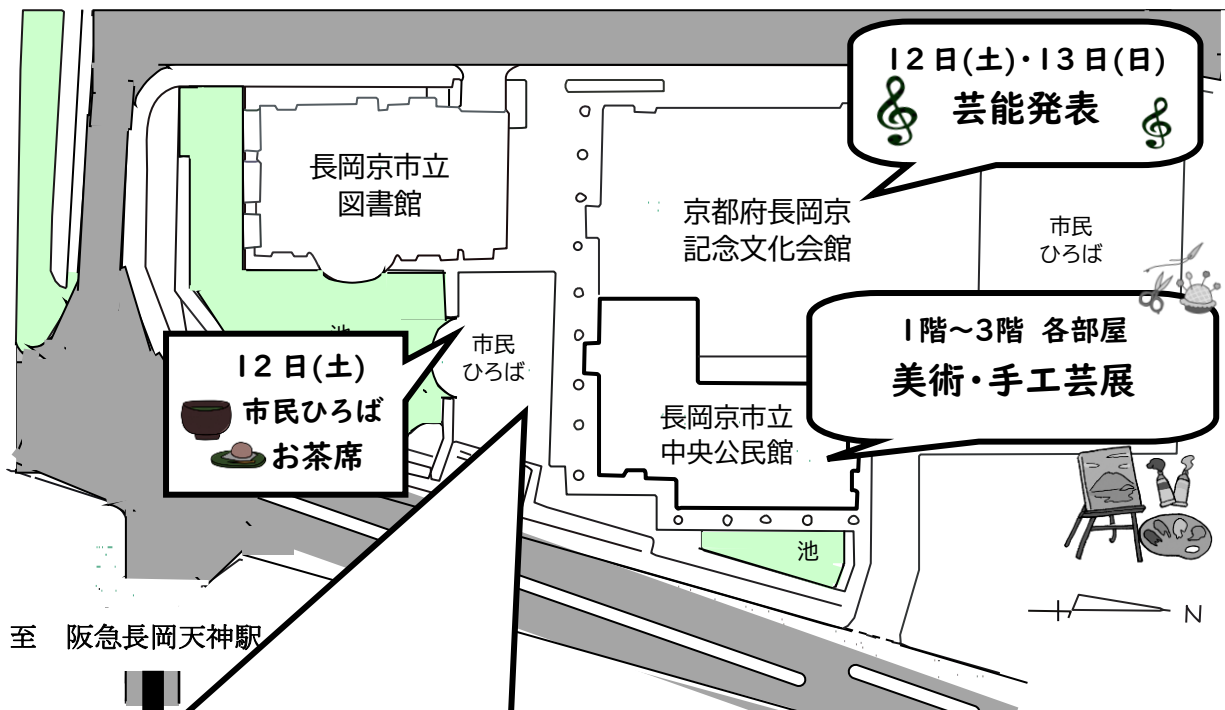 12日(土)・13日(日)
芸能発表
長岡京市立
図書館
京都府長岡京
記念文化会館
市民
ひろば
1階～3階 各部屋
美術・手工芸展
池
12日(土)
市民ひろば
お茶席
市民
ひろば
長岡京市立
中央公民館
池
N
至 阪急長岡天神駅